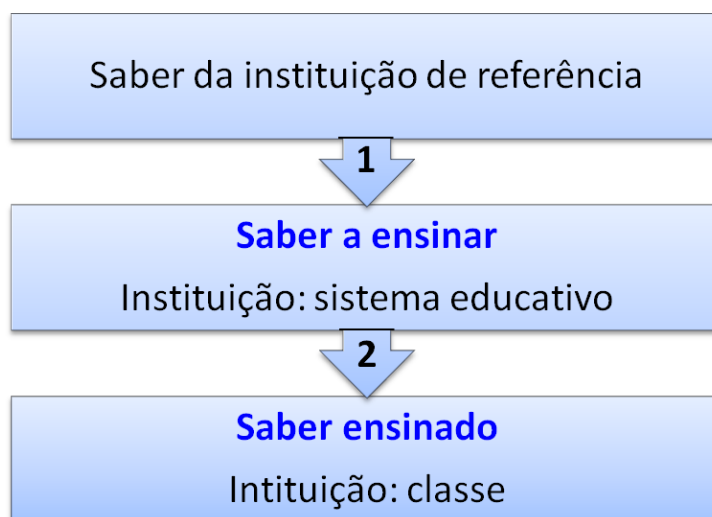 Saber da instituição de referência
1
Saber a ensinar
Instituição: sistema educativo
2
Saber ensinado
Intituição: classe